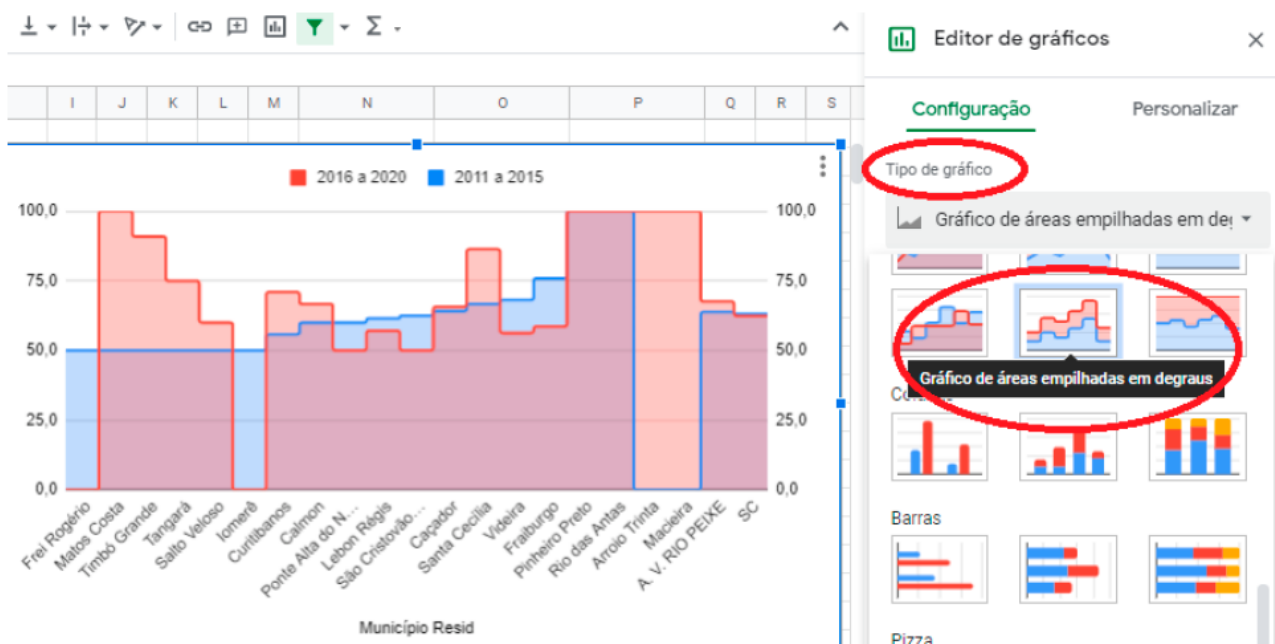 Editor de gráficos
I J K L M N O P Q R S
Configuração Personalizar
Tipo de gráfico
2016 a 2020 2011 a 2015
Gráfico de áreas empilhadas em de
100,0 100,0
75,0 75,0
50,0 50,0
25,0 25,0
0,0 0,0
Frei Rogério
Matos Costa
Timbó Grande
Tangará
Salto Veloso
Iomerê
Curitibanos
Calmon
Ponte Alta do N...
Lebon Régis
São Cristovão...
Caçador
Santa Cecília
Videira
Fraiburgo
Pinheiro Preto
Rio das Antas
Arroio Trinta
Macieira
A. V. RIO PEIXE
SC
Município Resid
Gráfico de áreas empilhadas em degraus
Barras
Pizza